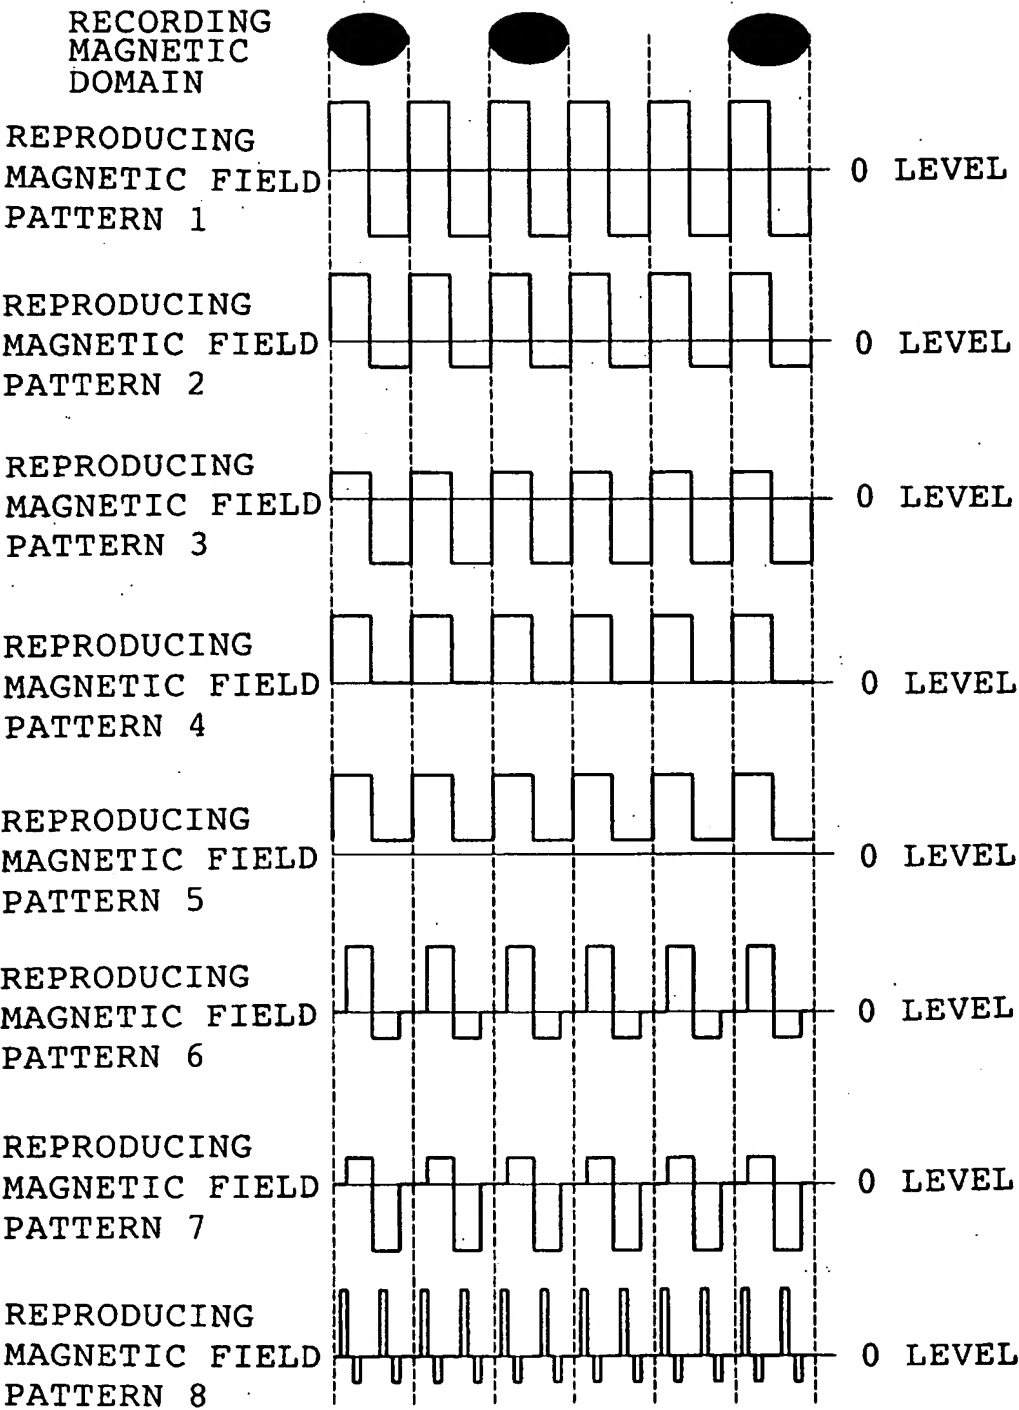 RECORDING
MAGNETIC
DOMAIN
REPRODUCING
MAGNETIC FIELD
PATTERN 1
0 LEVEL
REPRODUCING
MAGNETIC FIELD
PATTERN 2
0 LEVEL
REPRODUCING
MAGNETIC FIELD
PATTERN 3
0 LEVEL
REPRODUCING
MAGNETIC FIELD
PATTERN 4
0 LEVEL
REPRODUCING
MAGNETIC FIELD
PATTERN 5
0 LEVEL
REPRODUCING
MAGNETIC FIELD
PATTERN 6
0 LEVEL
REPRODUCING
MAGNETIC FIELD
PATTERN 7
0 LEVEL
REPRODUCING
MAGNETIC FIELD
PATTERN 8
0 LEVEL